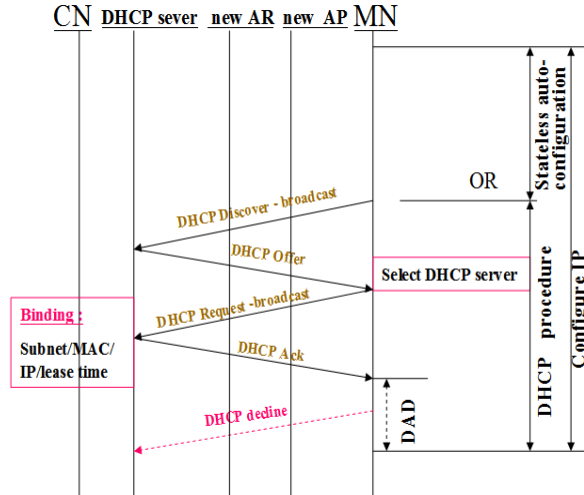 CN DHCP sever new AR new AP MN
Stateless auto-
configuration
OR
DHCP Discover - broadcast
DHCP Offer
Select DHCP server
DHCP Request -broadcast
Binding :
Subnet/MAC/
IP/lease time
DHCP Ack
DHCP procedure
Configure IP
DAD
DHCP decline